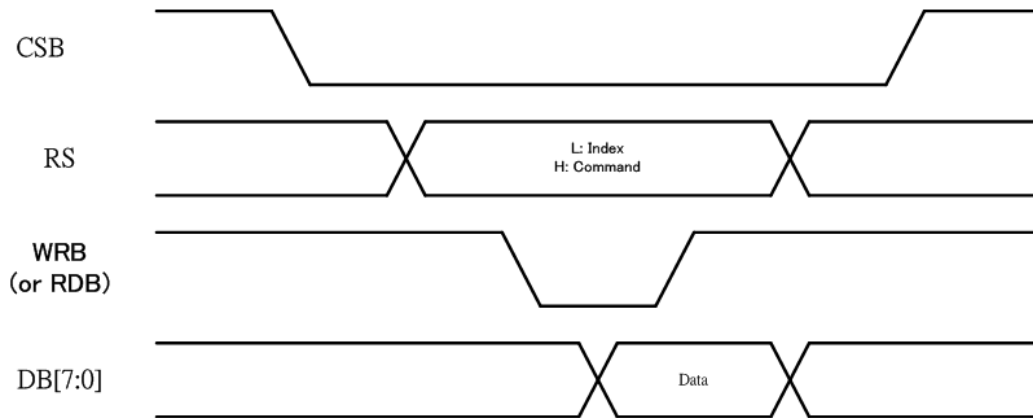 CSB
RS
L: Index
H: Command
WRB
(or RDB)
DB[7:0]
Data